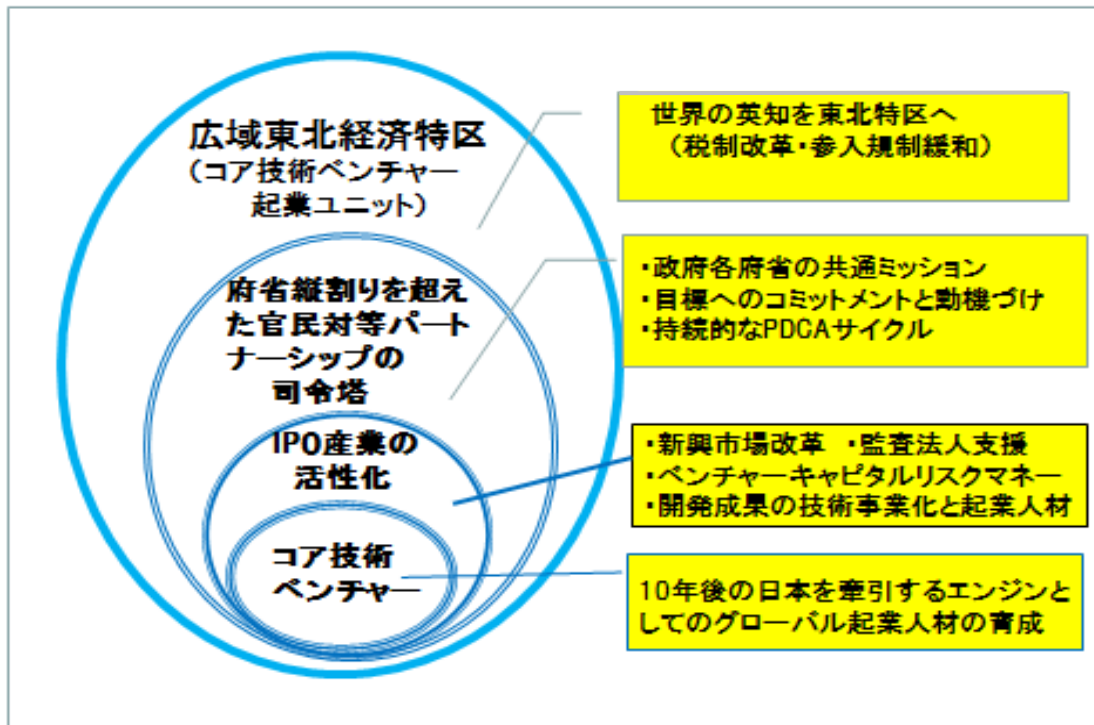 広域東北経済特区
（コア技術ベンチャー
起業ユニット）
府省縦割りを超え
た官民対等パート
ナーシップの
司令塔
IPO産業の
活性化
コア技術
ベンチャー
世界の英知を東北特区へ
（税制改革・参入規制緩和）
・政府各府省の共通ミッション
・目標へのコミットメントと動機づけ
・持続的なPDCAサイクル
・新興市場改革　・監査法人支援
・ベンチャーキャピタルリスクマネー
・開発成果の技術事業化と起業人材
10年後の日本を牽引するエンジンと
してのグローバル起業人材の育成